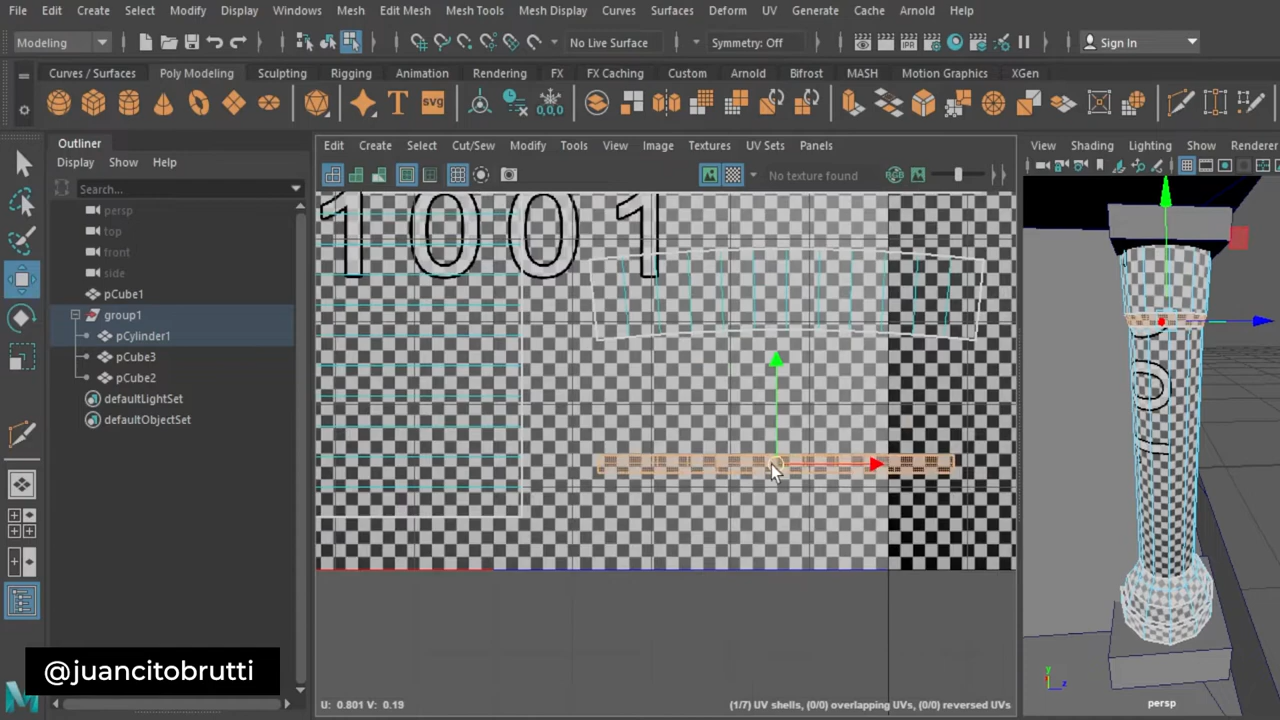 File Edit Create Select Modify Display Windows Mesh Edit Mesh Mesh Tools Mesh Display Curves Surfaces Deform UV Generate Cache Arnold Help
Modeling No Live Surface Symmetry: Off IPR Sign In
Curves / Surfaces Poly Modeling Sculpting Rigging Animation Rendering FX FX Caching Custom Arnold Bifrost MASH Motion Graphics XGen
T svg 0,0,0
Outliner
Display Show Help
Search...
persp
top
front
side
pCube1
group1
pCylinder1
pCube3
pCube2
defaultLightSet
defaultObjectSet
Edit Create Select Cut/Sew Modify Tools View Image Textures UV Sets Panels
No texture found
1001
U: 0.801 V: 0.19
(1/7) UV shells, (0/0) overlapping UVs, (0/0) reversed UVs
View Shading Lighting Show Renderer
y
z
persp
@juancitobrutti
M